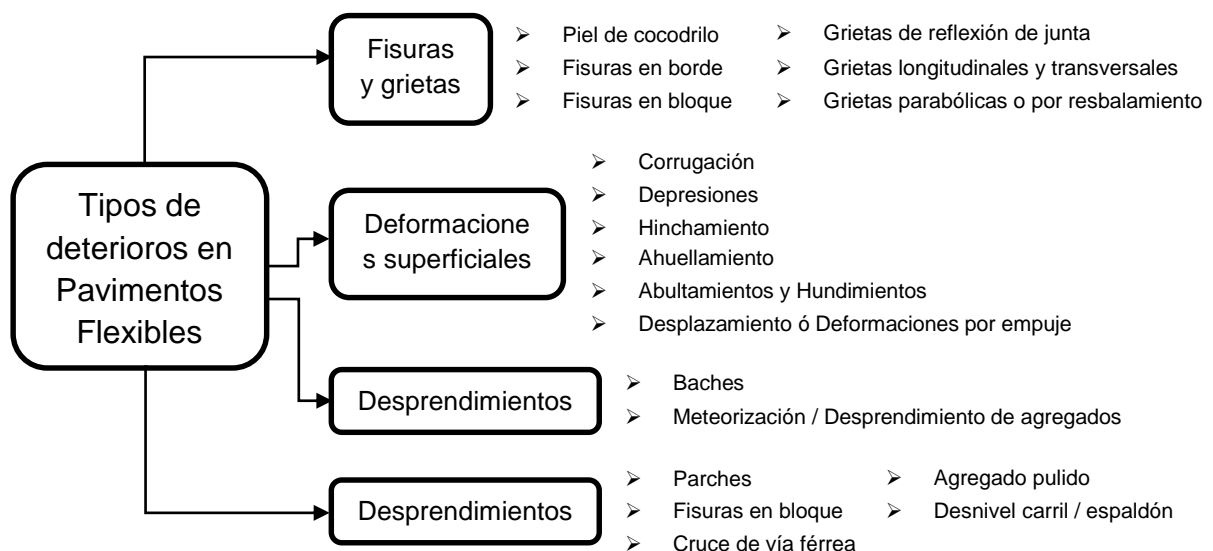 Tipos de
deterioros en
Pavimentos
Flexibles
Fisuras
y grietas
➢ Piel de cocodrilo
➢ Fisuras en borde
➢ Fisuras en bloque
➢ Grietas de reflexión de junta
➢ Grietas longitudinales y transversales
➢ Grietas parabólicas o por resbalamiento
Deformacione
s superficiales
➢ Corrugación
➢ Depresiones
➢ Hinchamiento
➢ Ahuellamiento
➢ Abultamientos y Hundimientos
➢ Desplazamiento ó Deformaciones por empuje
Desprendimientos
➢ Baches
➢ Meteorización / Desprendimiento de agregados
Desprendimientos
➢ Parches
➢ Fisuras en bloque
➢ Cruce de vía férrea
➢ Agregado pulido
➢ Desnivel carril / espaldón